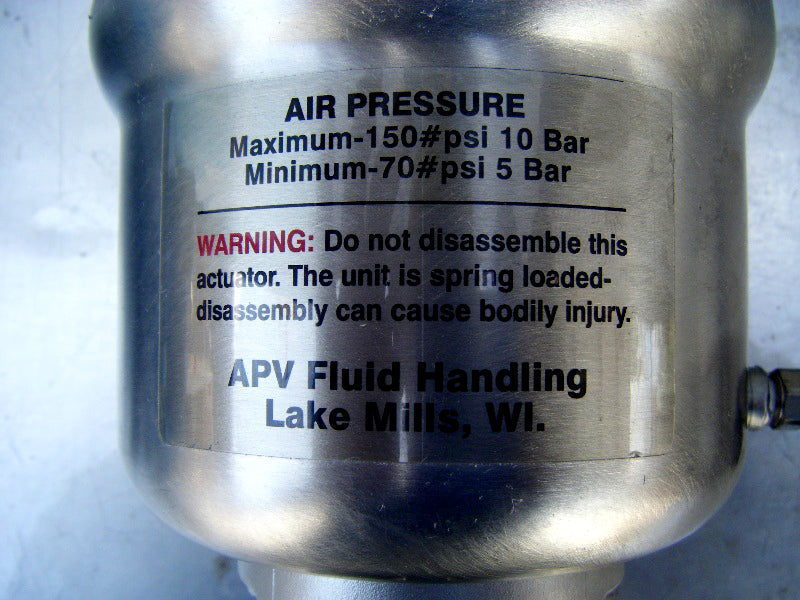 AIR PRESSURE
Maximum-150#psi 10 Bar
Minimum-70#psi 5 Bar
WARNING: Do not disassemble this
actuator. The unit is spring loaded-
disassembly can cause bodily injury.
APV Fluid Handling
Lake Mills, WI.